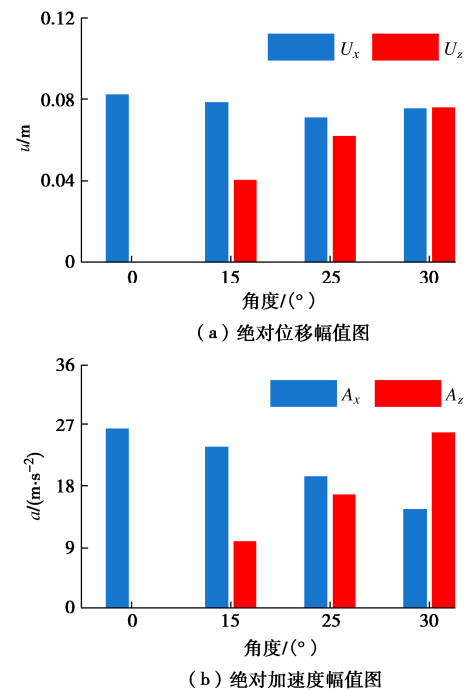 0.12
U_x U_z
0.08
u/m
0.04
0
0 15 25 30
角度/(°)
(a)绝对位移幅值图
36
A_x A_z
27
a/(m·s⁻²)
18
9
0
0 15 25 30
角度/(°)
(b)绝对加速度幅值图